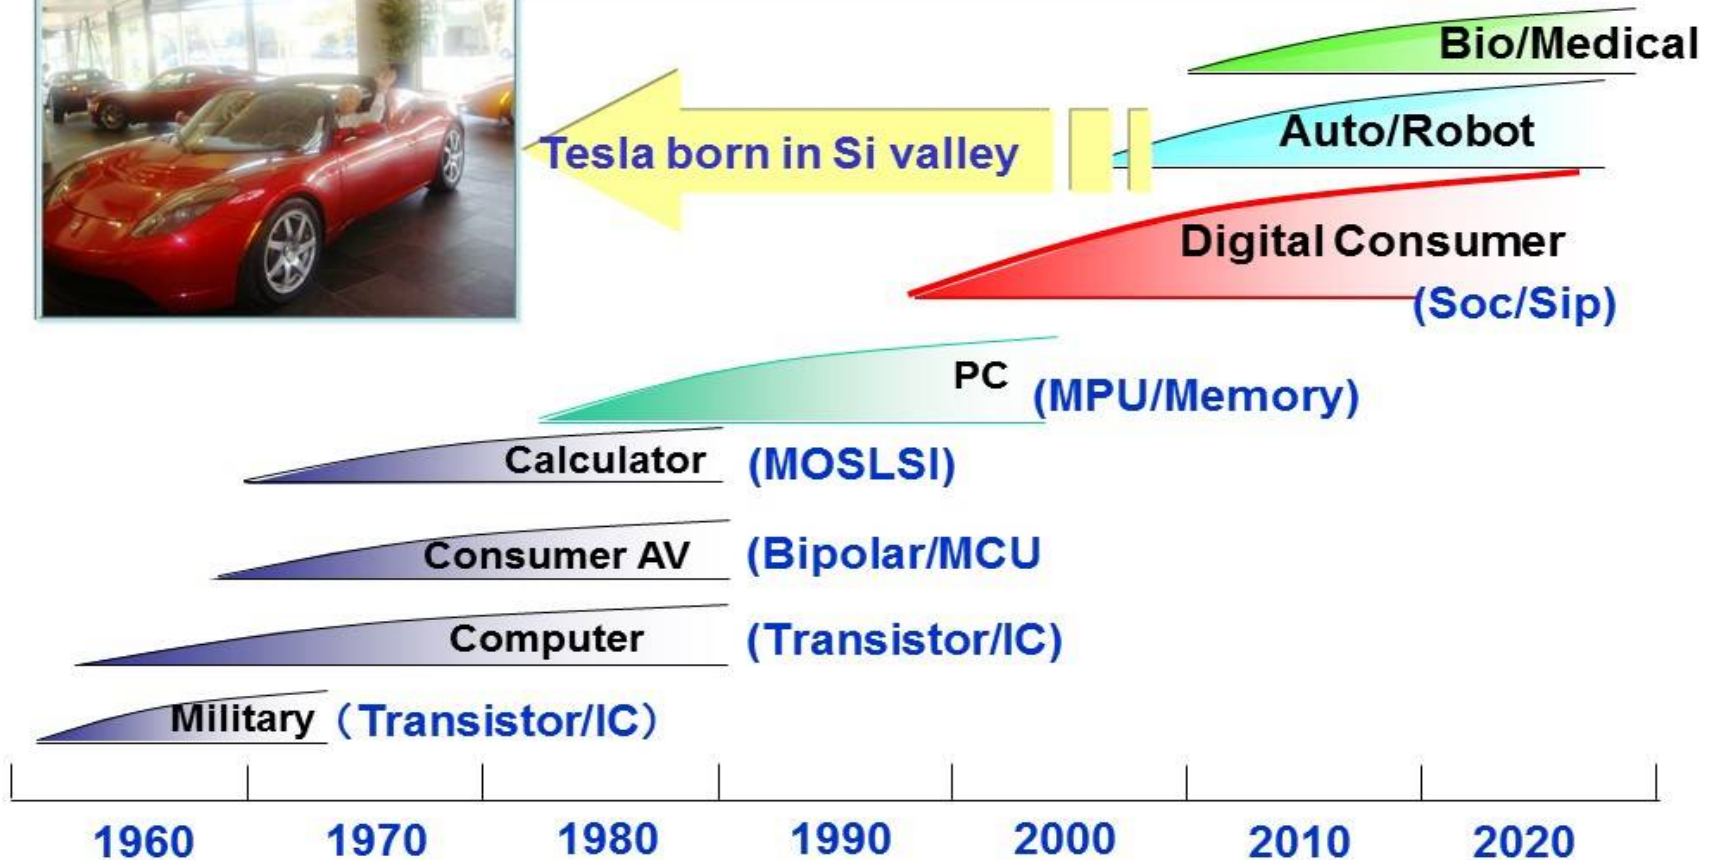 Bio/Medical
Auto/Robot
Tesla born in Si valley
Digital Consumer
(Soc/Sip)
PC (MPU/Memory)
Calculator (MOSLSI)
Consumer AV (Bipolar/MCU
Computer (Transistor/IC)
Military（Transistor/IC）
1960 1970 1980 1990 2000 2010 2020